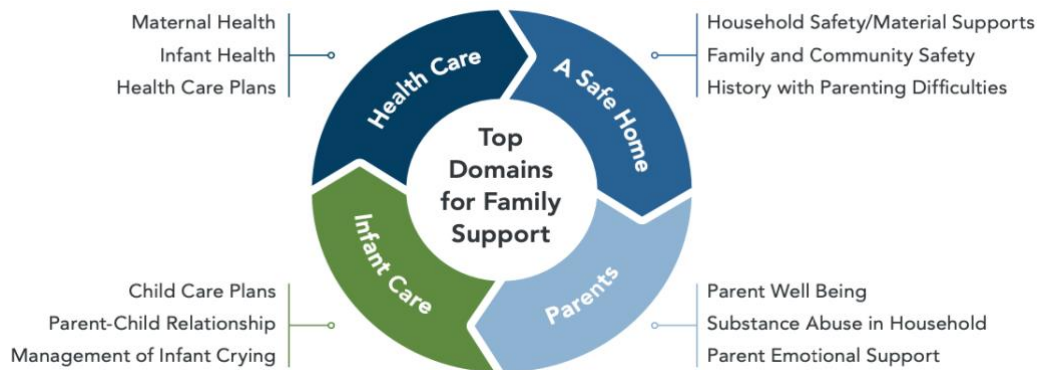 Maternal Health
Infant Health
Health Care Plans
Health Care
A Safe Home
Household Safety/Material Supports
Family and Community Safety
History with Parenting Difficulties
Top
Domains
for Family
Support
Child Care Plans
Parent-Child Relationship
Management of Infant Crying
Infant Care
Parents
Parent Well Being
Substance Abuse in Household
Parent Emotional Support